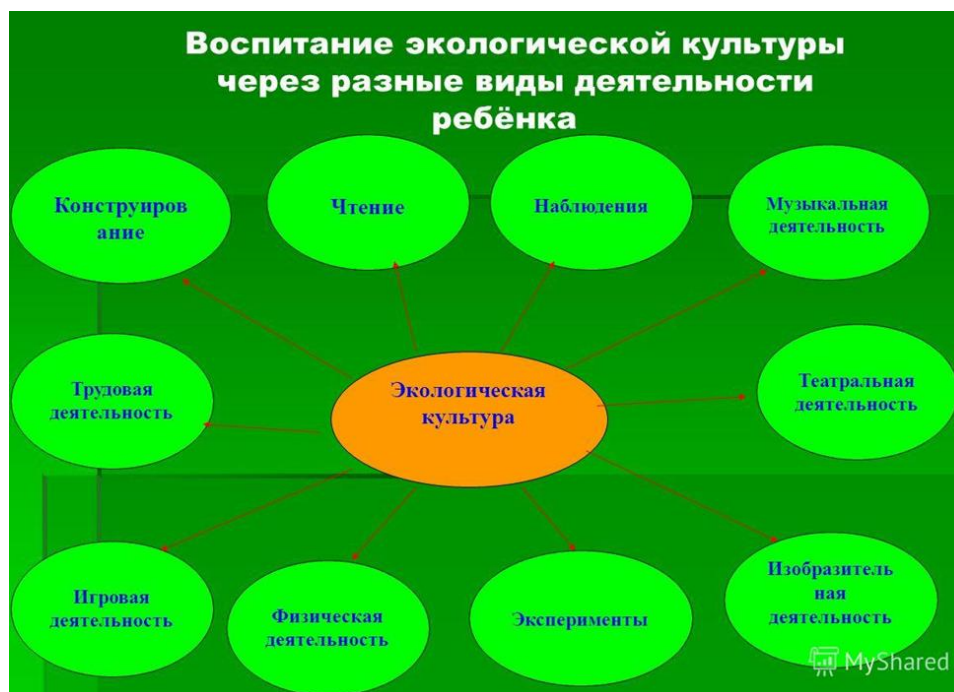 Воспитание экологической культуры
через разные виды деятельности
ребёнка
Конструиров
ание
Чтение
Наблюдения
Музыкальная
деятельность
Трудовая
деятельность
Экологическая
культура
Театральная
деятельность
Игровая
деятельность
Физическая
деятельность
Эксперименты
Изобразитель
ная
деятельность
MyShared